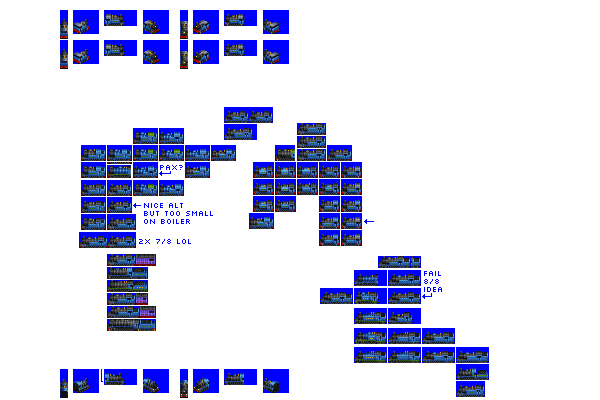 PAX?
NICE ALT
BUT TOO SMALL
ON BOILER
2X 7/8 LOL
FAIL
8/8
IDEA